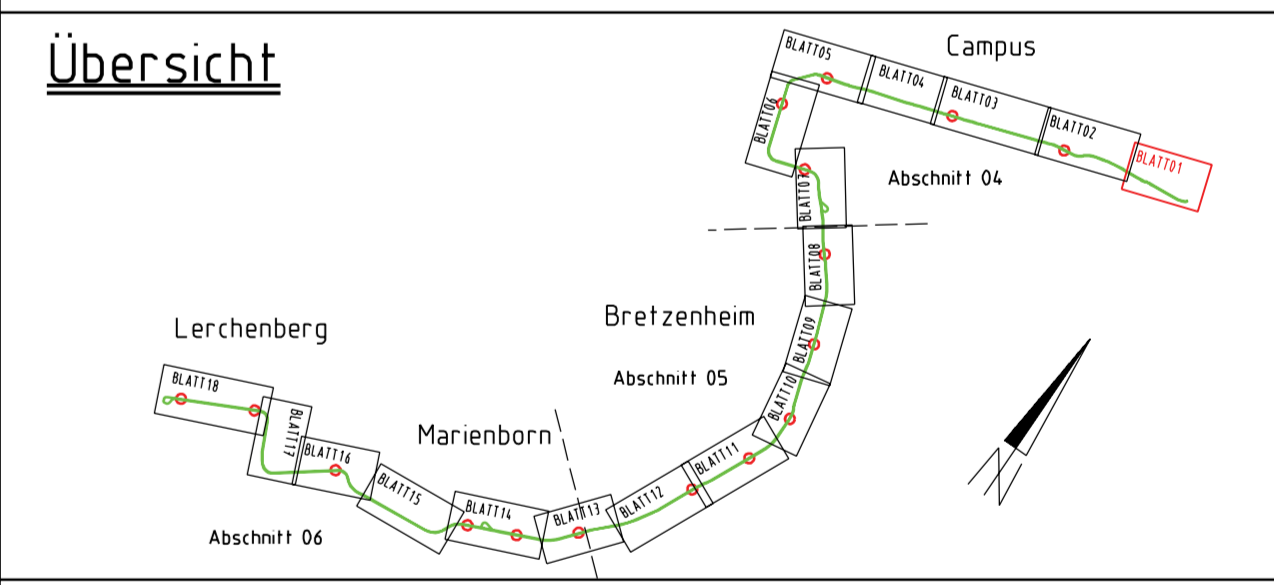 Übersicht
Campus
BLATT05
BLATT04
BLATT03
BLATT02
BLATT01
BLATT06
Abschnitt 04
BLATT07
BLATT08
Bretzenheim
BLATT09
Abschnitt 05
BLATT10
Lerchenberg
BLATT18
BLATT17
BLATT16
Marienborn
BLATT15
BLATT14
BLATT13
BLATT12
BLATT11
Abschnitt 06
N